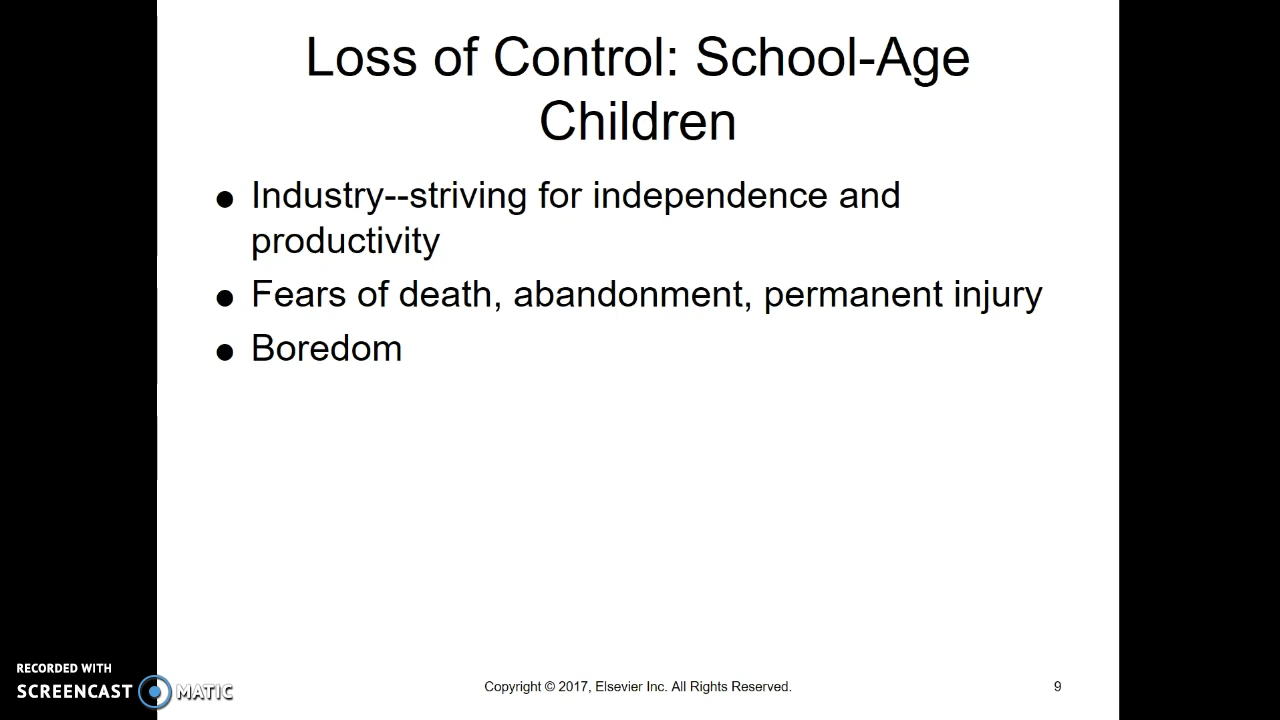 Loss of Control: School-Age
Children
● Industry--striving for independence and
productivity
● Fears of death, abandonment, permanent injury
● Boredom
RECORDED WITH
SCREENCAST MATIC
Copyright © 2017, Elsevier Inc. All Rights Reserved.
9